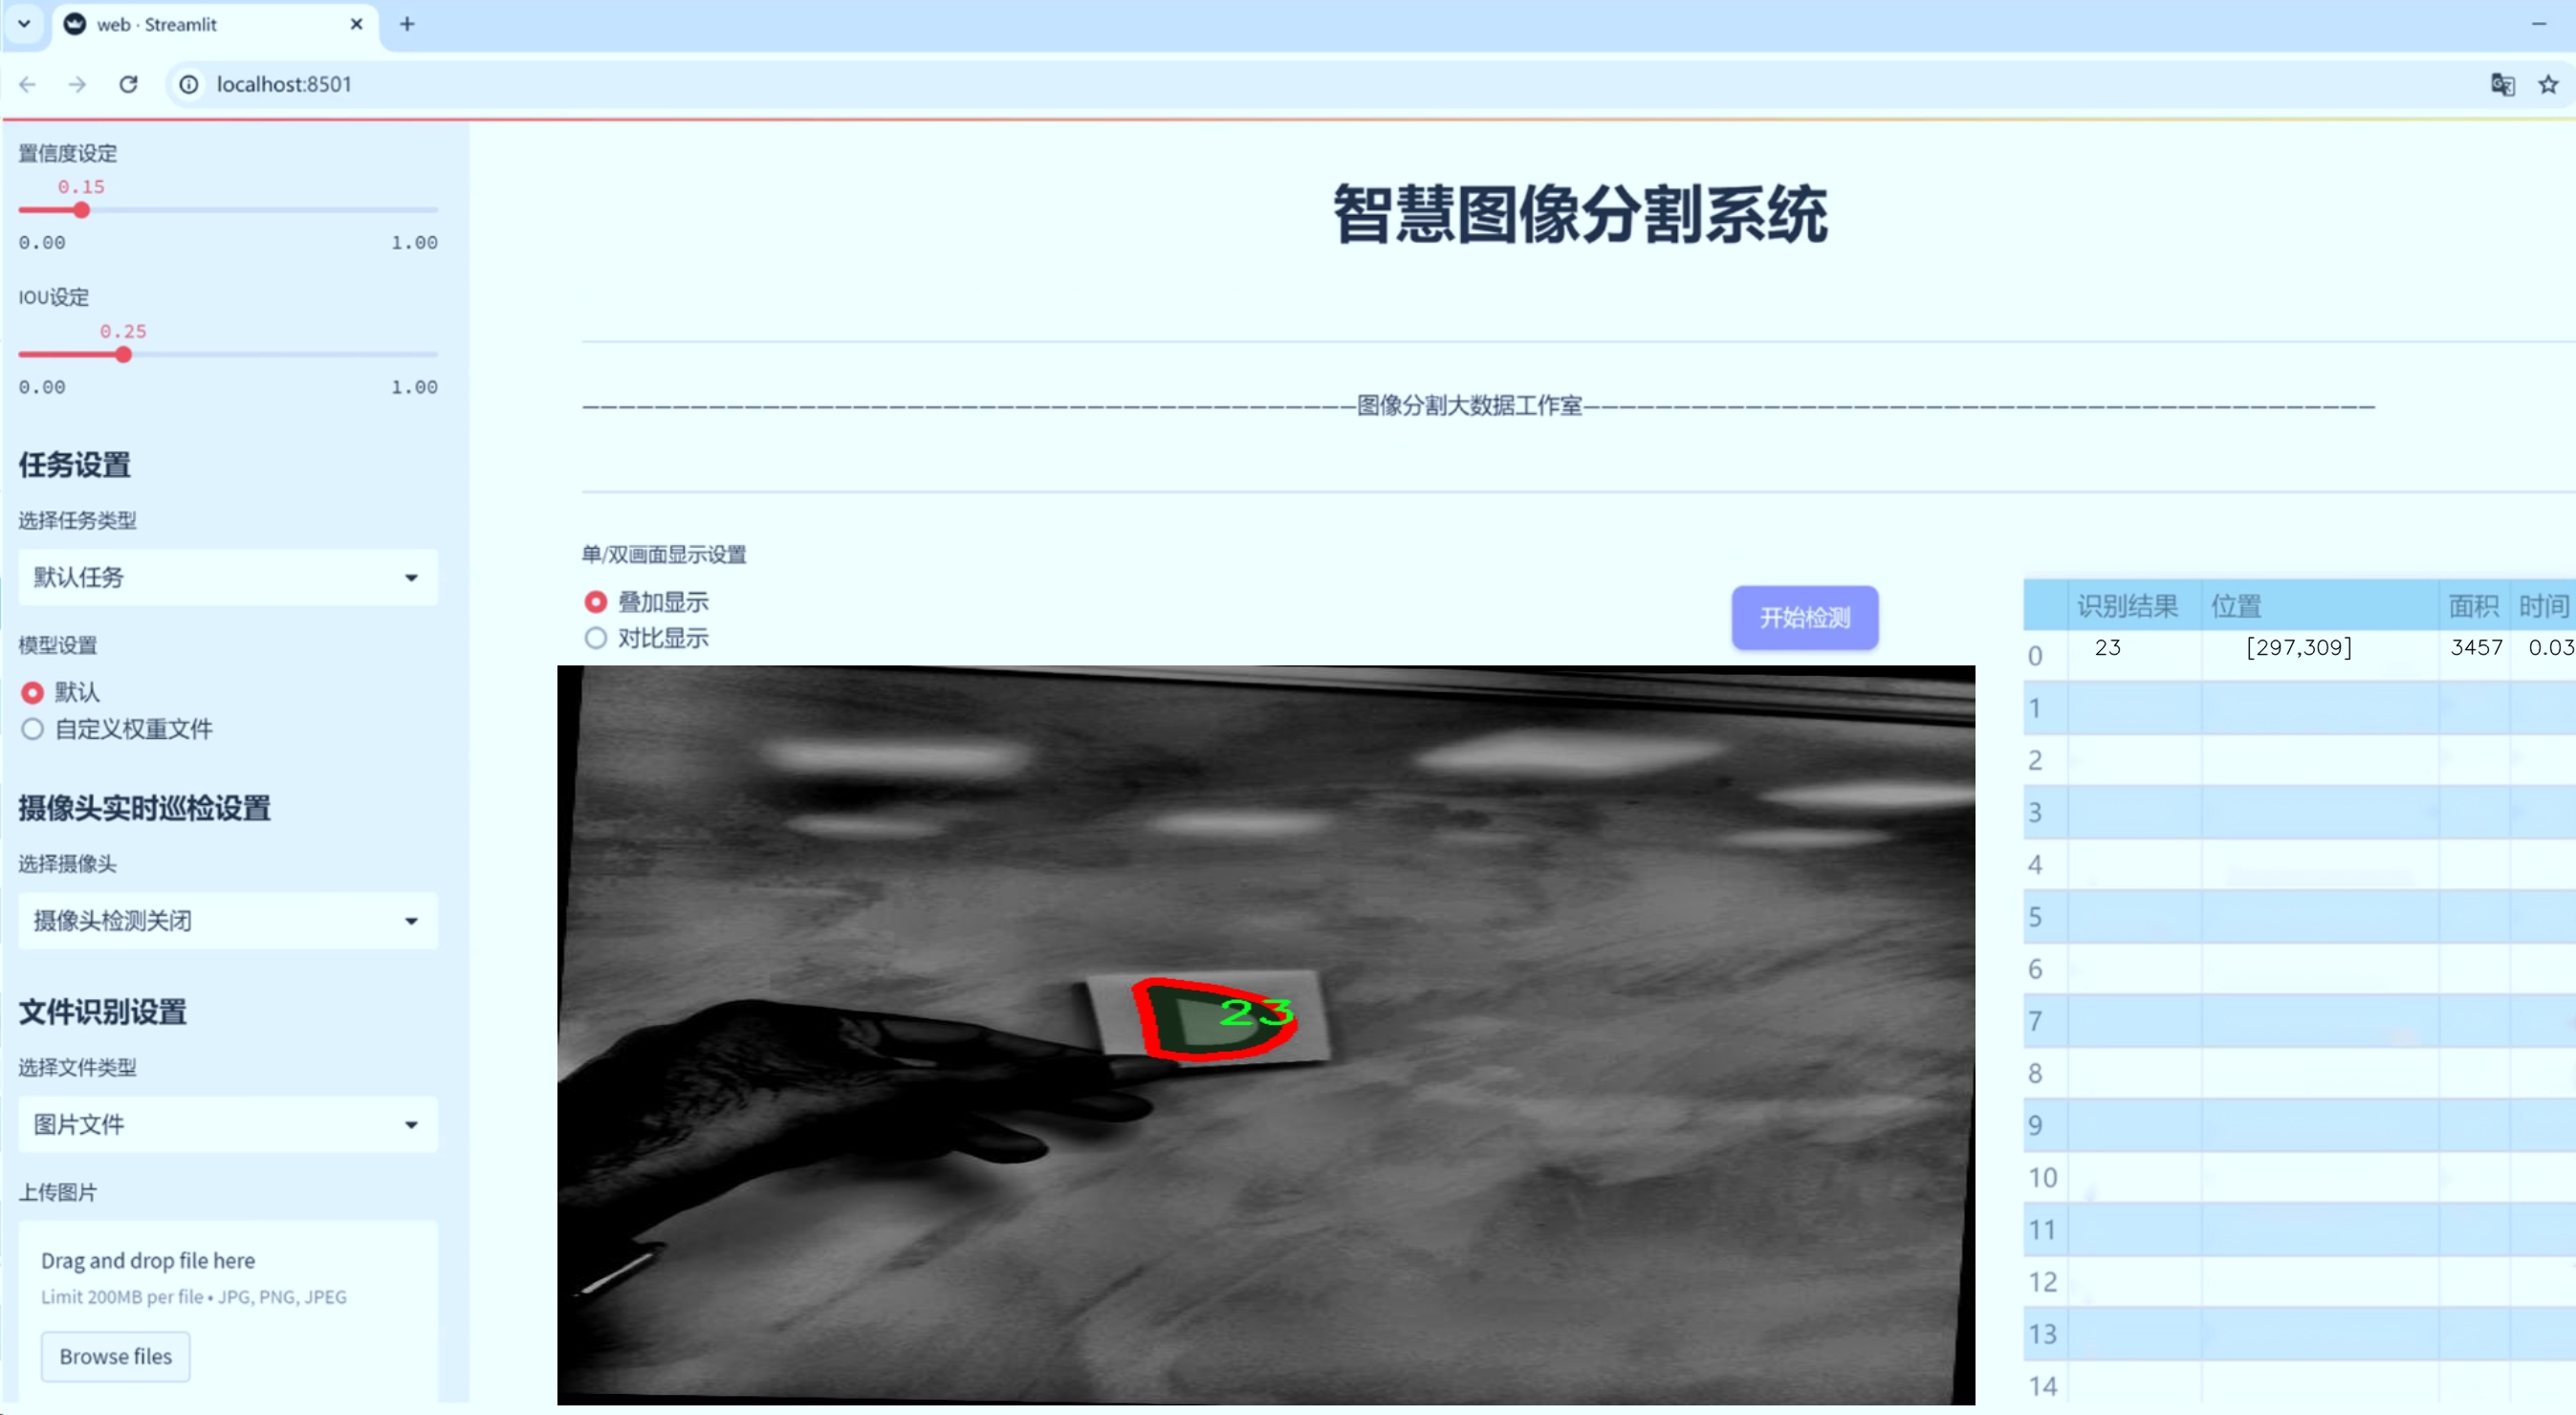 web · Streamlit
localhost:8501
置信度设定
0.15
0.00 1.00
IOU设定
0.25
0.00 1.00
任务设置
选择任务类型
默认任务
模型设置
默认
自定义权重文件
摄像头实时巡检设置
选择摄像头
摄像头检测关闭
文件识别设置
选择文件类型
图片文件
上传图片
Drag and drop file here
Limit 200MB per file • JPG, PNG, JPEG
Browse files
智慧图像分割系统
———————————————————————————————————————————图像分割大数据工作室————————————————————————————————————————————
单/双画面显示设置
叠加显示
对比显示
开始检测
23
识别结果 位置 面积 时间
0 23 [297,309] 3457 0.03
1
2
3
4
5
6
7
8
9
10
11
12
13
14